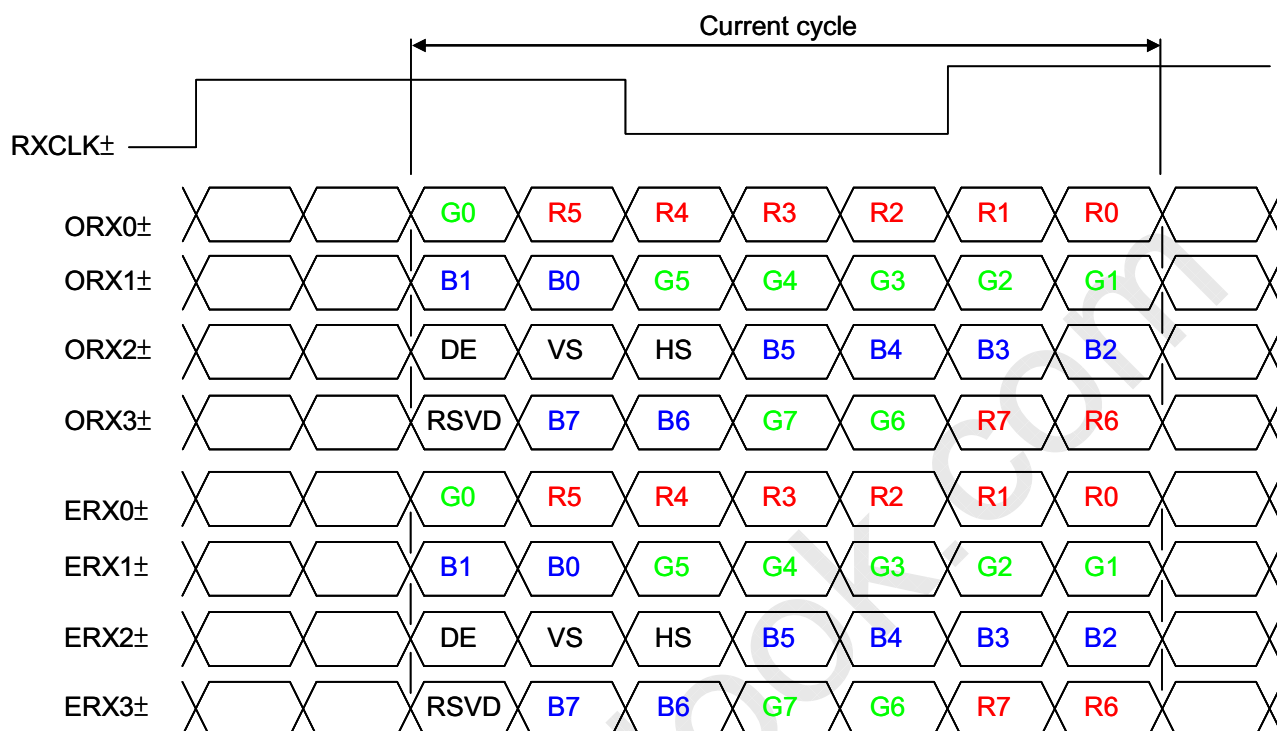 Current cycle
RXCLK±
ORX0± G0 R5 R4 R3 R2 R1 R0
ORX1± B1 B0 G5 G4 G3 G2 G1
ORX2± DE VS HS B5 B4 B3 B2
ORX3± RSVD B7 B6 G7 G6 R7 R6
ERX0± G0 R5 R4 R3 R2 R1 R0
ERX1± B1 B0 G5 G4 G3 G2 G1
ERX2± DE VS HS B5 B4 B3 B2
ERX3± RSVD B7 B6 G7 G6 R7 R6
ook.com